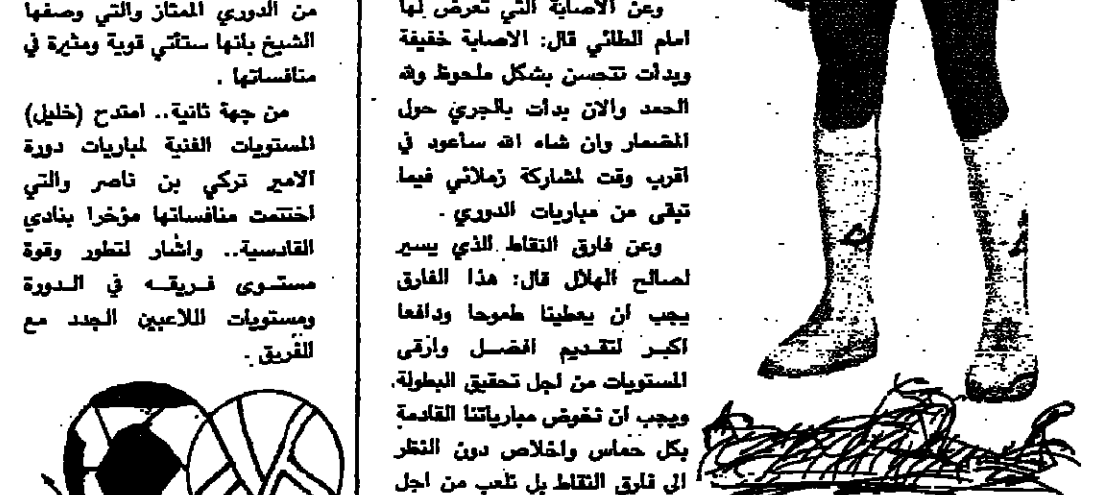 وعن الاصابة التي تعرض لها
امام الطائي قال: الاصابة خفيفة
وبدأت تتحسن بشكل ملحوظ ولله
الحمد والان بدأت بالجري حول
المضمار وان شاء الله سأعود في
اقرب وقت لمشاركة زملائي فيما
تبقى من مباريات الدوري .
وعن فارق النقاط الذي يسير
لصالح الهلال قال: هذا الفارق
يجب ان يعطينا طموحا ودافعا
اكبر لتقديم افضل وارقى
المستويات من اجل تحقيق البطولة.
ويجب ان نخوض مبارياتنا القادمة
بكل حماس واخلاص دون النظر
الى فارق النقاط بل نلعب من اجل
من الدوري الممتاز والتي وصفها
الشيخ بانها ستأتي قوية ومثيرة في
منافساتها .
من جهة ثانية.. امتدح (خليل)
المستويات الفنية لمباريات دورة
الامير تركي بن ناصر والتي
اختتمت منافساتها مؤخرا بنادي
القادسية.. واشار لتطور وقوة
مستوى فريقه في الدورة
ومستويات اللاعبين الجدد مع
الفريق .